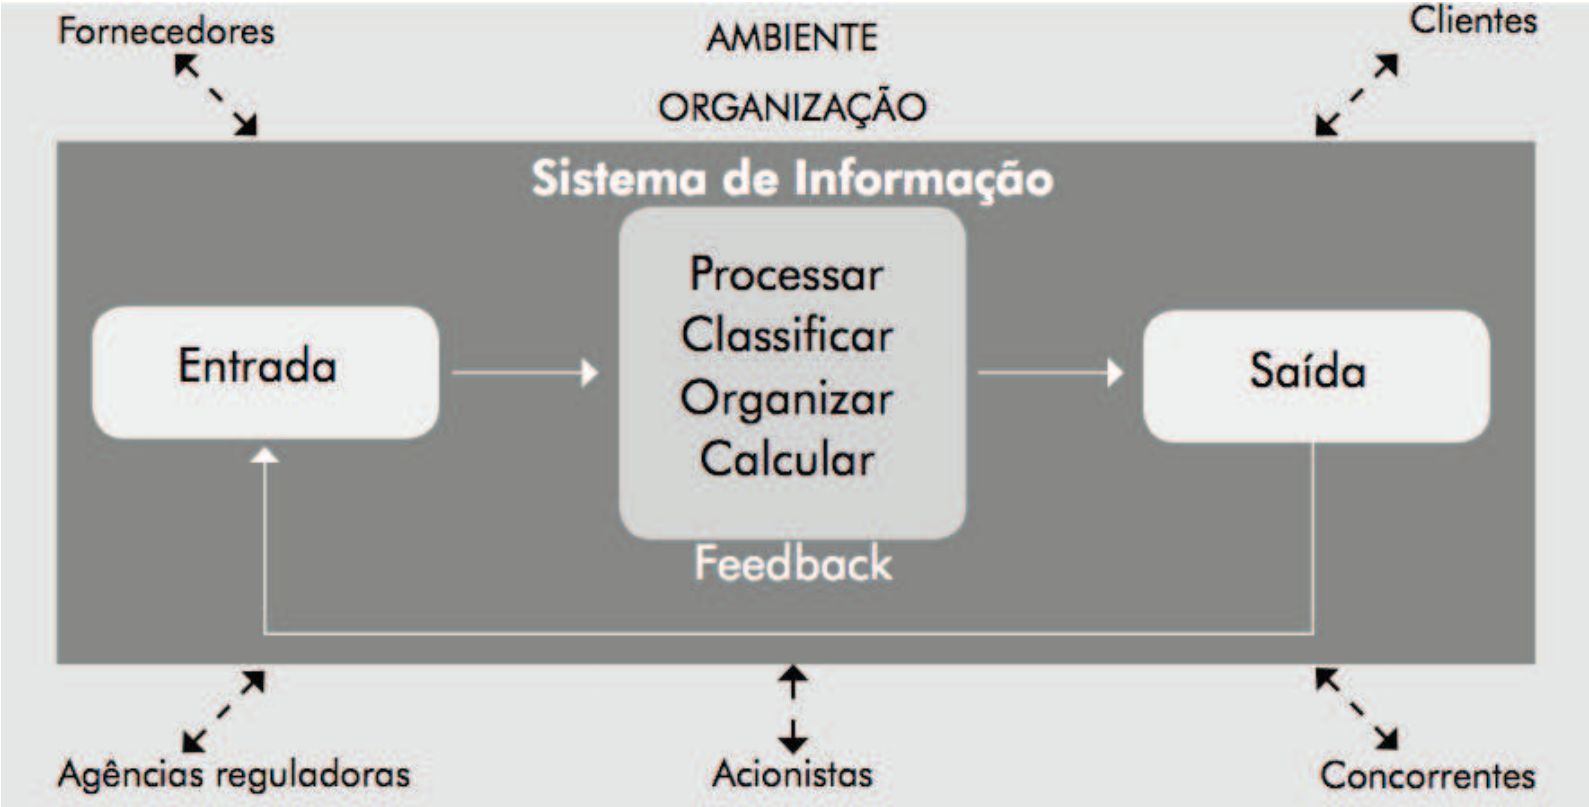 Fornecedores
AMBIENTE
Clientes
ORGANIZAÇÃO
Sistema de Informação
Entrada
Processar
Classificar
Organizar
Calcular
Saída
Feedback
Agências reguladoras
Acionistas
Concorrentes